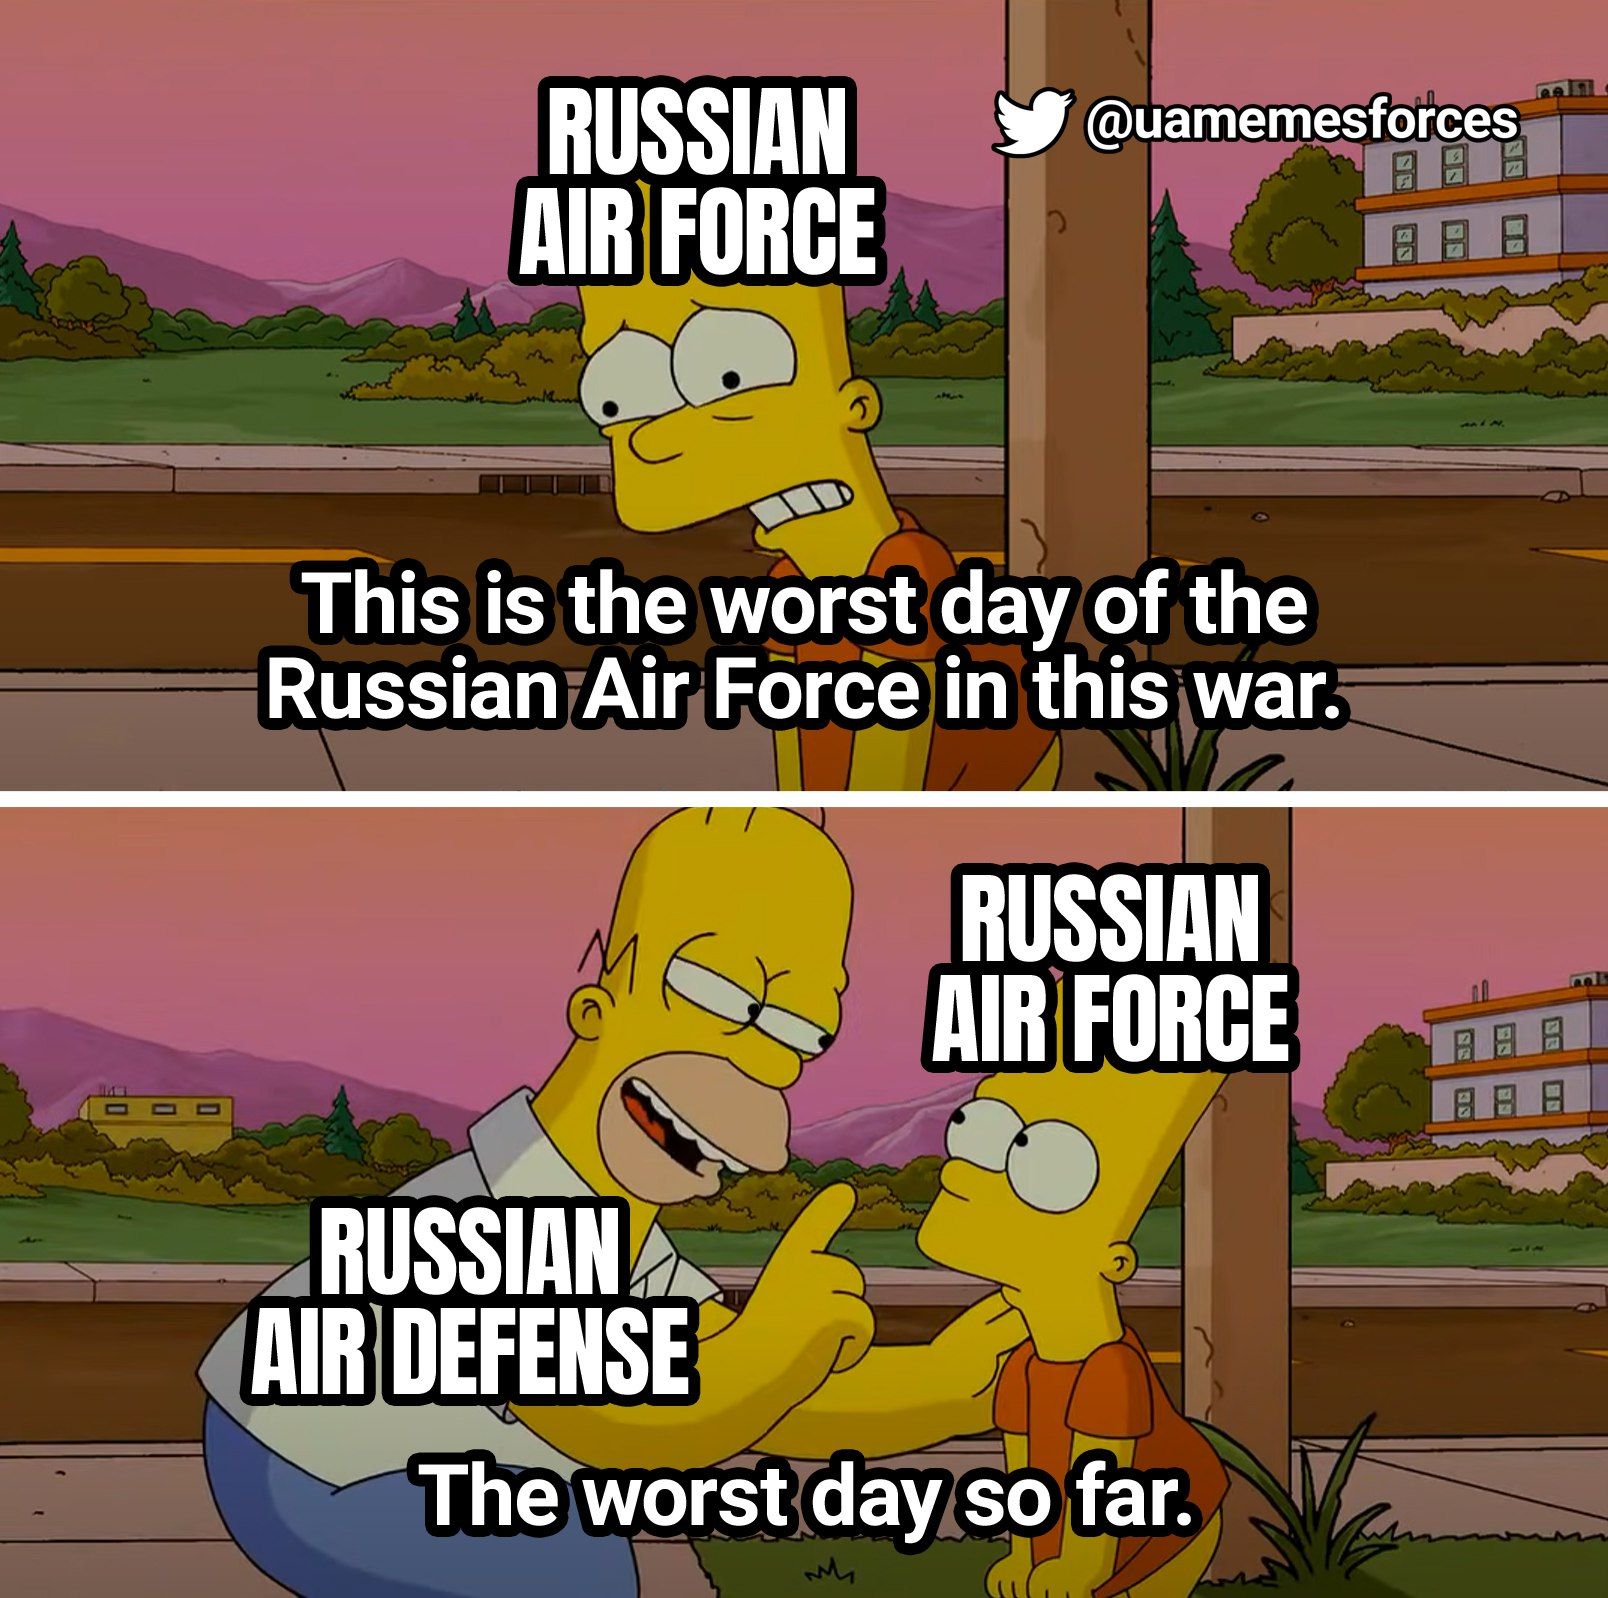 RUSSIAN
AIR FORCE
@uamemesforces
This is the worst day of the
Russian Air Force in this war.
RUSSIAN
AIR FORCE
RUSSIAN
AIR DEFENSE
The worst day so far.